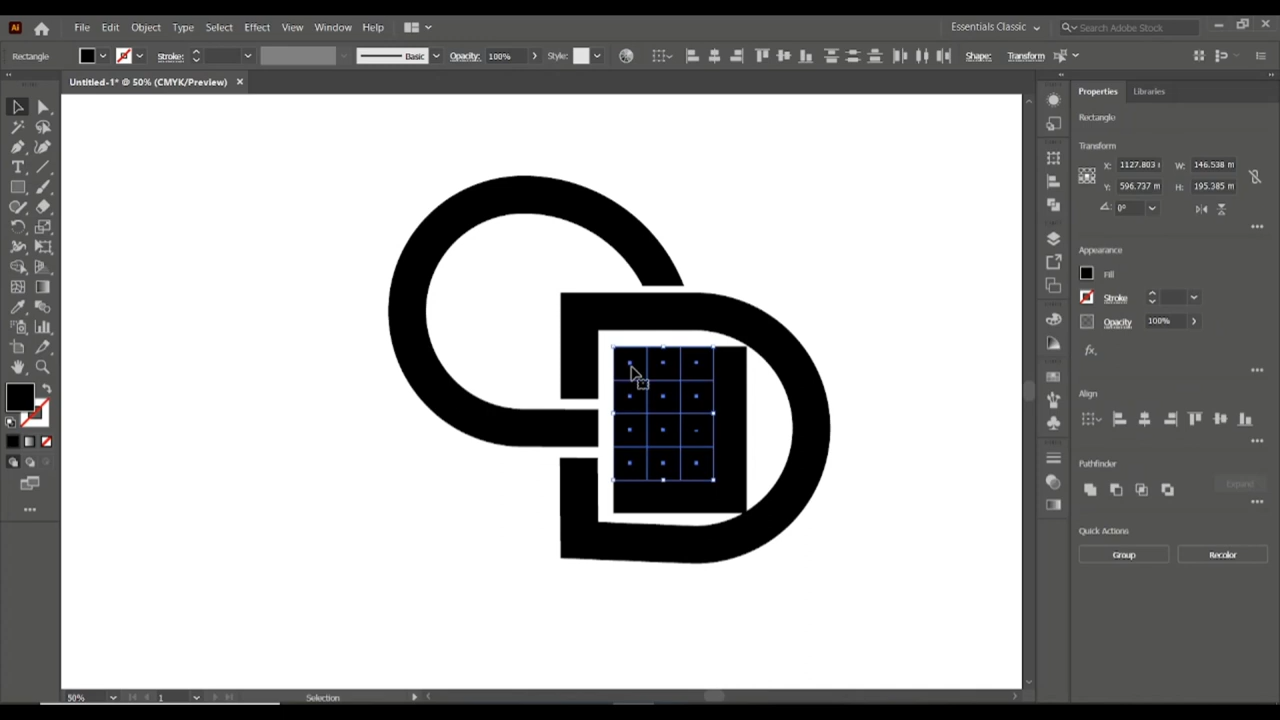 Ai File Edit Object Type Select Effect View Window Help Essentials Classic Search Adobe Stock
Rectangle Stroke: Basic Opacity: 100% Style: Shape: Transform
Untitled-1* @ 50% (CMYK/Preview) ×
Properties Libraries
Rectangle
Transform
X: 1127.803 W: 146.538 m
Y: 596.737 m H: 195.385 m
0°
Appearance
Fill
Stroke
Opacity 100%
fx.
Align
Pathfinder
Expand
Quick Actions
Group Recolor
50% 1 Selection